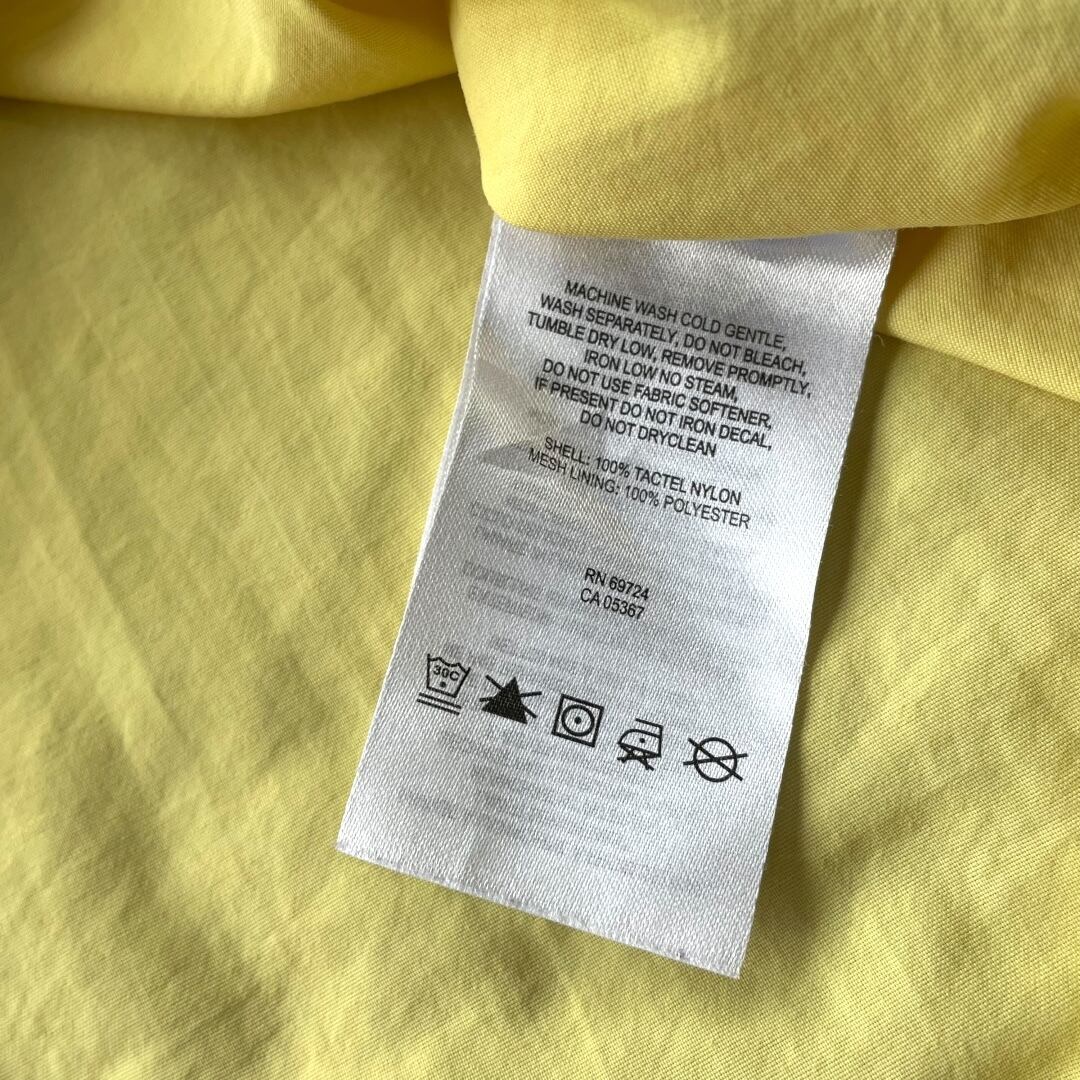 MACHINE WASH COLD GENTLE,
WASH SEPARATELY, DO NOT BLEACH,
TUMBLE DRY LOW, REMOVE PROMPTLY,
IRON LOW NO STEAM,
DO NOT USE FABRIC SOFTENER,
IF PRESENT DO NOT IRON DECAL,
DO NOT DRYCLEAN
SHELL: 100% TACTEL NYLON
MESH LINING: 100% POLYESTER
RN 69724
CA 05367
30C